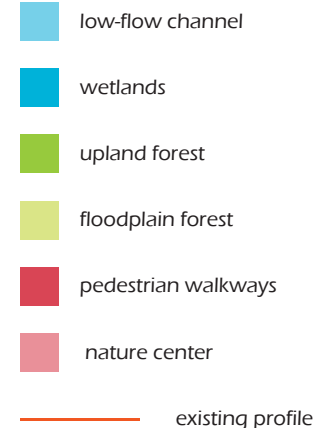 low-flow channel
wetlands
upland forest
floodplain forest
pedestrian walkways
nature center
existing profile